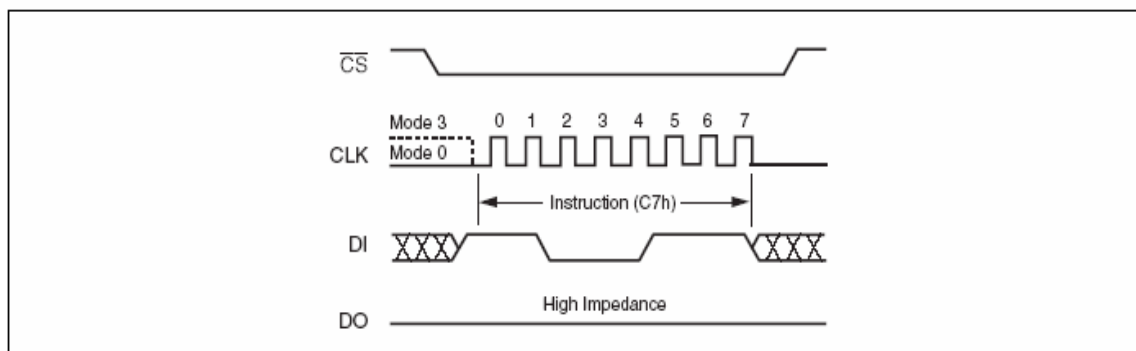 CS
Mode 3
0 1 2 3 4 5 6 7
CLK
Mode 0
Instruction (C7h)
DI
High Impedance
DO